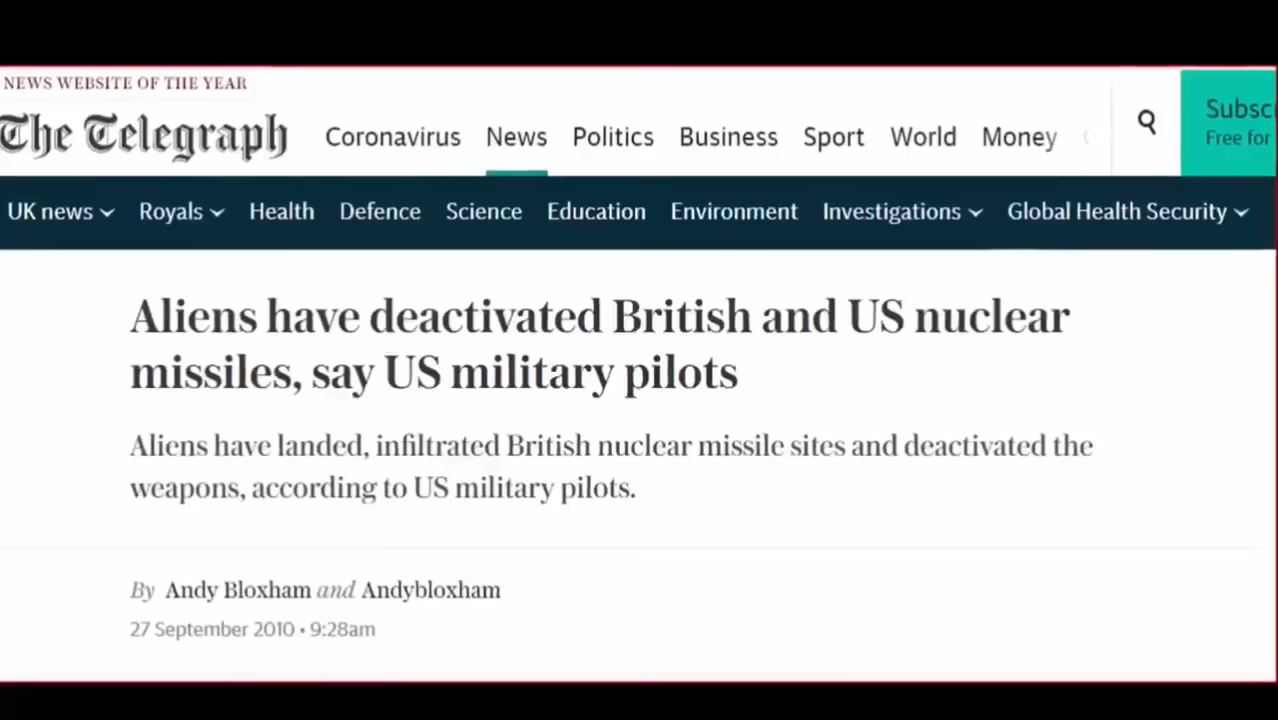 NEWS WEBSITE OF THE YEAR
The Telegraph
Coronavirus News Politics Business Sport World Money
Subsc
Free for
UK news Royals Health Defence Science Education Environment Investigations Global Health Security
Aliens have deactivated British and US nuclear
missiles, say US military pilots
Aliens have landed, infiltrated British nuclear missile sites and deactivated the
weapons, according to US military pilots.
By Andy Bloxham and Andybloxham
27 September 2010 • 9:28am